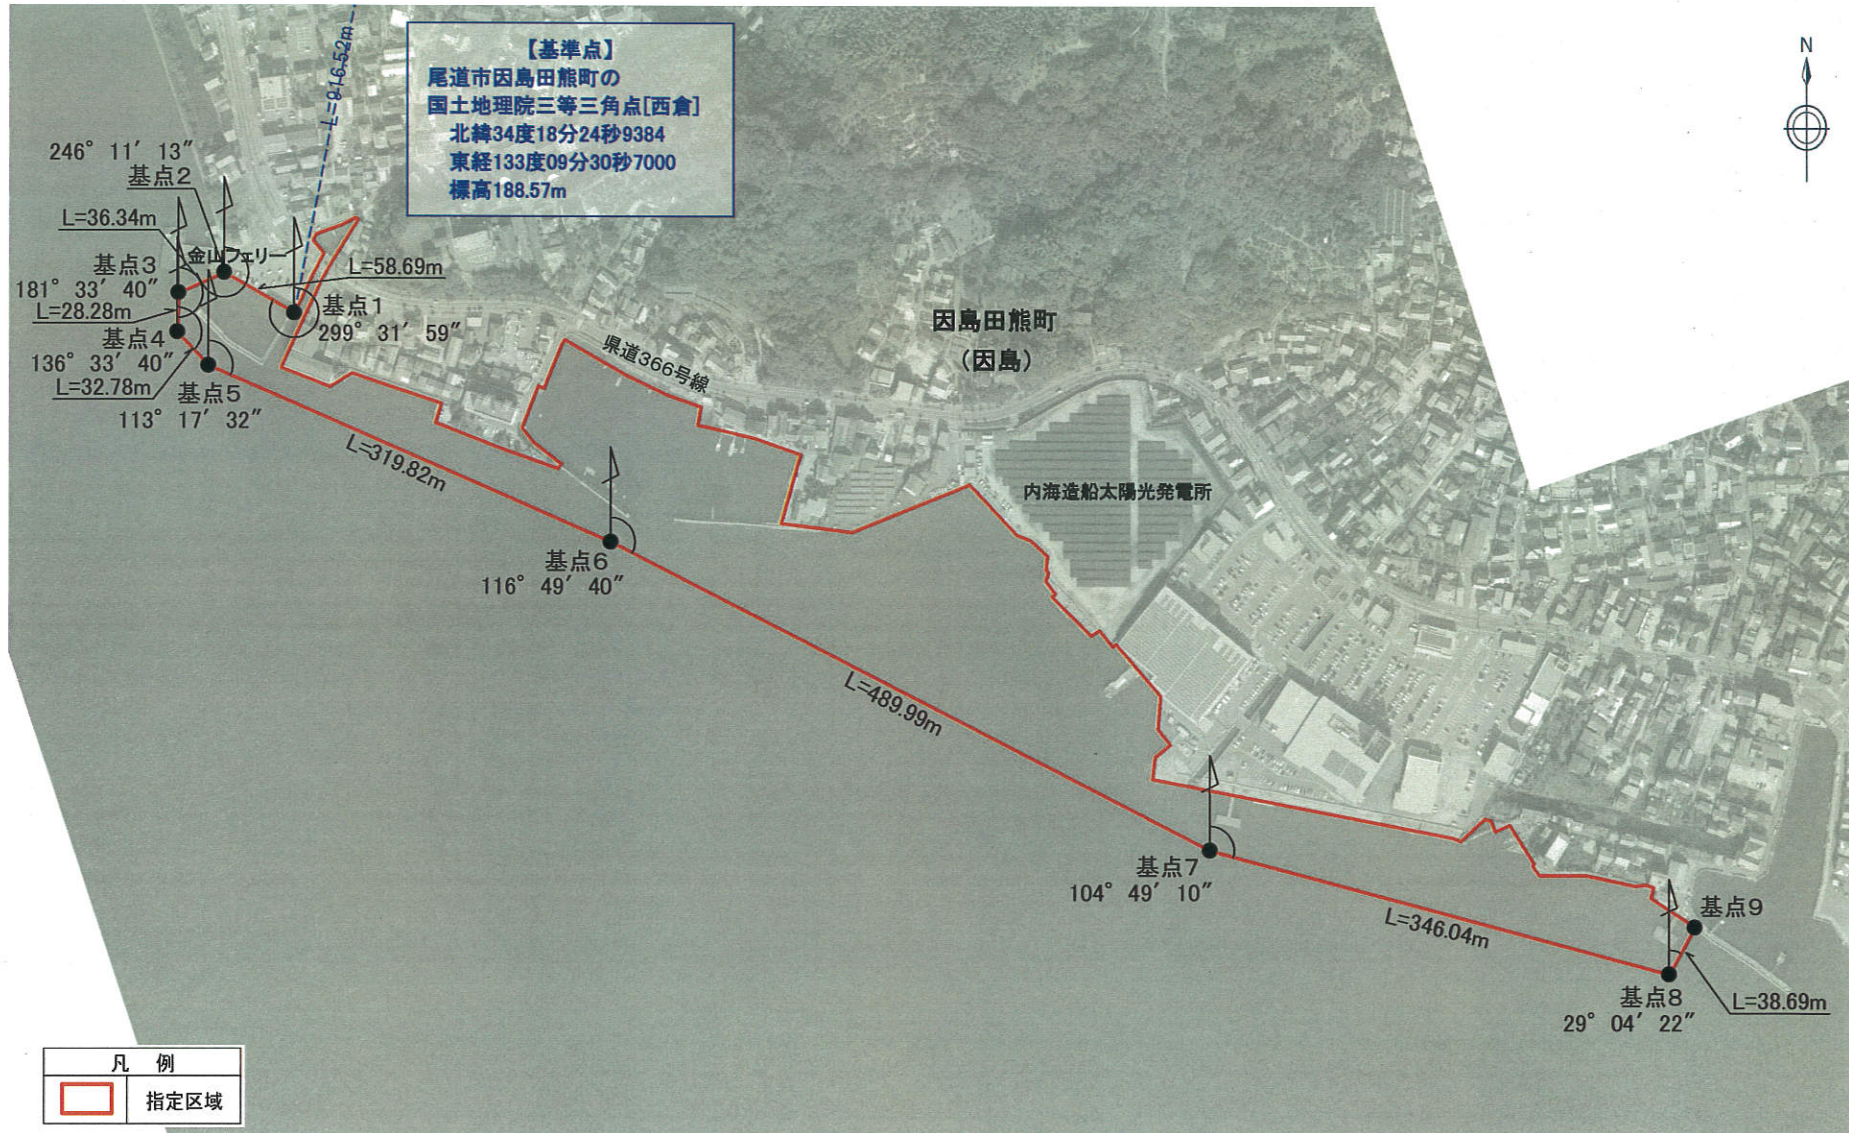 【基準点】
尾道市因島田熊町の
国土地理院三等三角点[西倉]
北緯34度18分24秒9384
東経133度09分30秒7000
標高188.57m
L=916.52m
N
246° 11′ 13″
基点2
L=36.34m
金山フェリー
基点3
181° 33′ 40″
L=28.28m
L=58.69m
基点1
299° 31′ 59″
基点4
136° 33′ 40″
L=32.78m
基点5
113° 17′ 32″
県道366号線
因島田熊町
(因島)
L=319.82m
内海造船太陽光発電所
基点6
116° 49′ 40″
L=489.99m
基点7
104° 49′ 10″
L=346.04m
基点9
基点8
29° 04′ 22″
L=38.69m
凡 例
指定区域